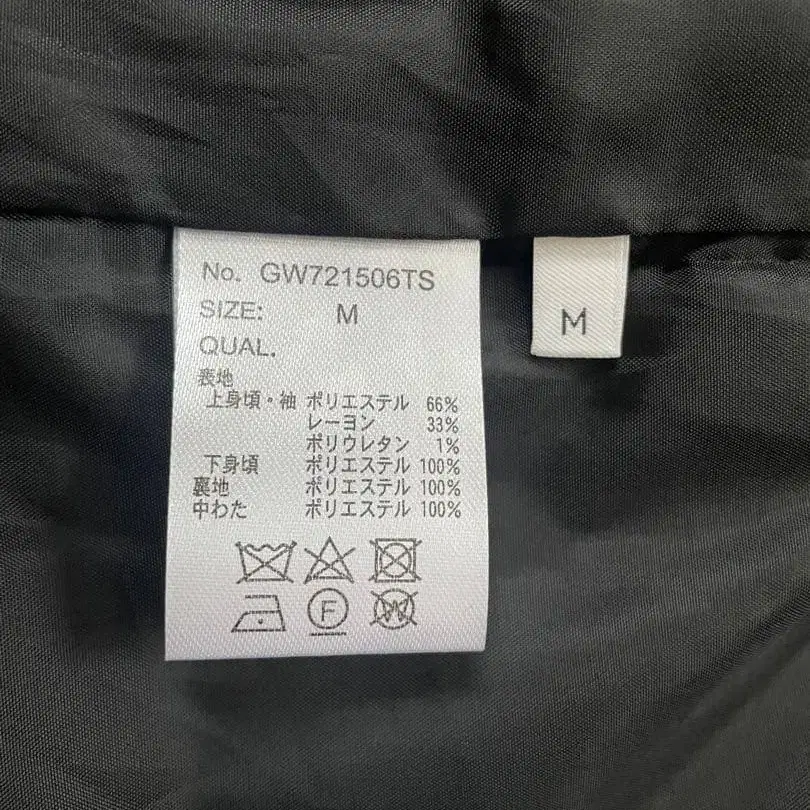 No. GW721506TS
SIZE: M
QUAL.
表地
上身頃・袖 ポリエステル 66%
レーヨン 33%
ポリウレタン 1%
下身頃 ポリエステル 100%
裏地 ポリエステル 100%
中わた ポリエステル 100%
F W
M